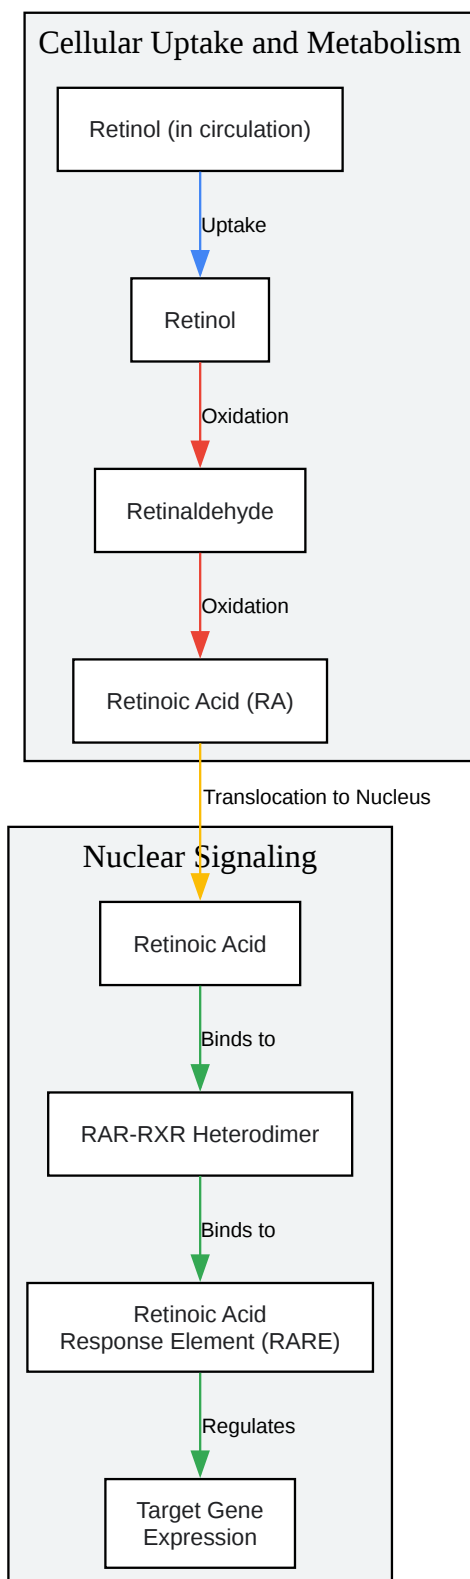 Cellular Uptake and Metabolism
Retinol (in circulation)
Uptake
Retinol
Oxidation
Retinaldehyde
Oxidation
Retinoic Acid (RA)
Translocation to Nucleus
Nuclear Signaling
Retinoic Acid
Binds to
RAR-RXR Heterodimer
Binds to
Retinoic Acid
Response Element (RARE)
Regulates
Target Gene
Expression